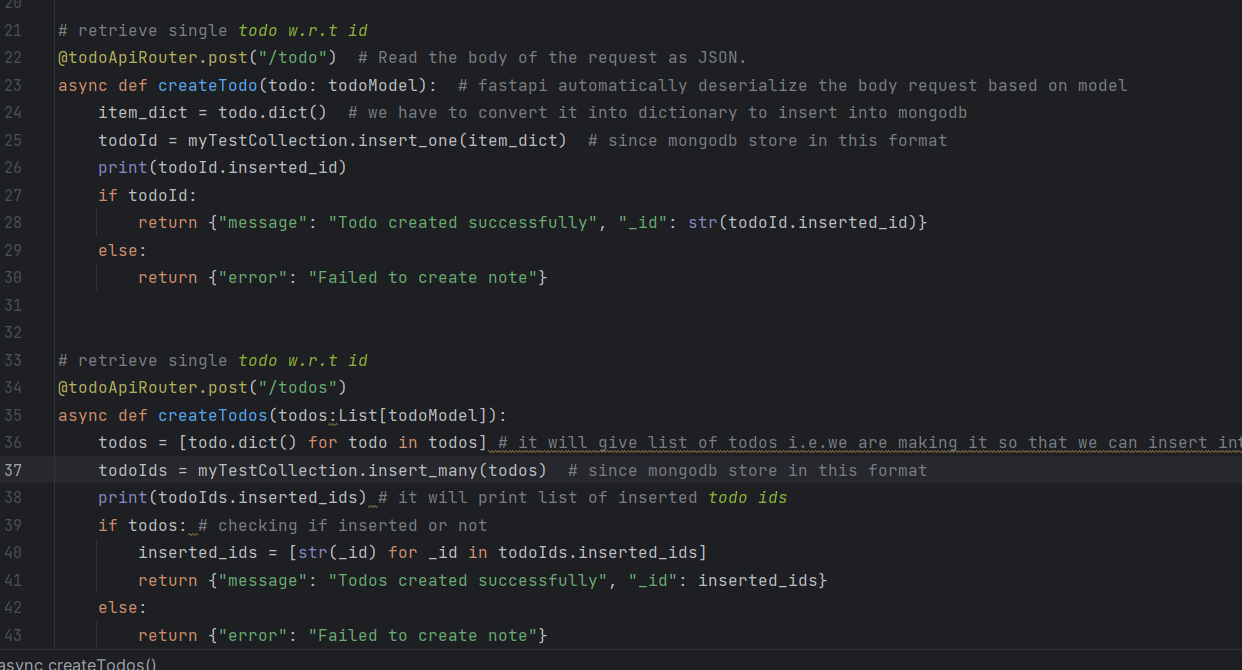 20
21 # retrieve single todo w.r.t id
22 @todoApiRouter.post("/todo")  # Read the body of the request as JSON.
23 async def createTodo(todo: todoModel):  # fastapi automatically deserialize the body request based on model
24     item_dict = todo.dict()  # we have to convert it into dictionary to insert into mongodb
25     todoId = myTestCollection.insert_one(item_dict)  # since mongodb store in this format
26     print(todoId.inserted_id)
27     if todoId:
28         return {"message": "Todo created successfully", "_id": str(todoId.inserted_id)}
29     else:
30         return {"error": "Failed to create note"}
31
32
33 # retrieve single todo w.r.t id
34 @todoApiRouter.post("/todos")
35 async def createTodos(todos:List[todoModel]):
36     todos = [todo.dict() for todo in todos] # it will give list of todos i.e.we are making it so that we can insert int
37     todoIds = myTestCollection.insert_many(todos)  # since mongodb store in this format
38     print(todoIds.inserted_ids) # it will print list of inserted todo ids
39     if todos: # checking if inserted or not
40         inserted_ids = [str(_id) for _id in todoIds.inserted_ids]
41         return {"message": "Todos created successfully", "_id": inserted_ids}
42     else:
43         return {"error": "Failed to create note"}
async createTodos()